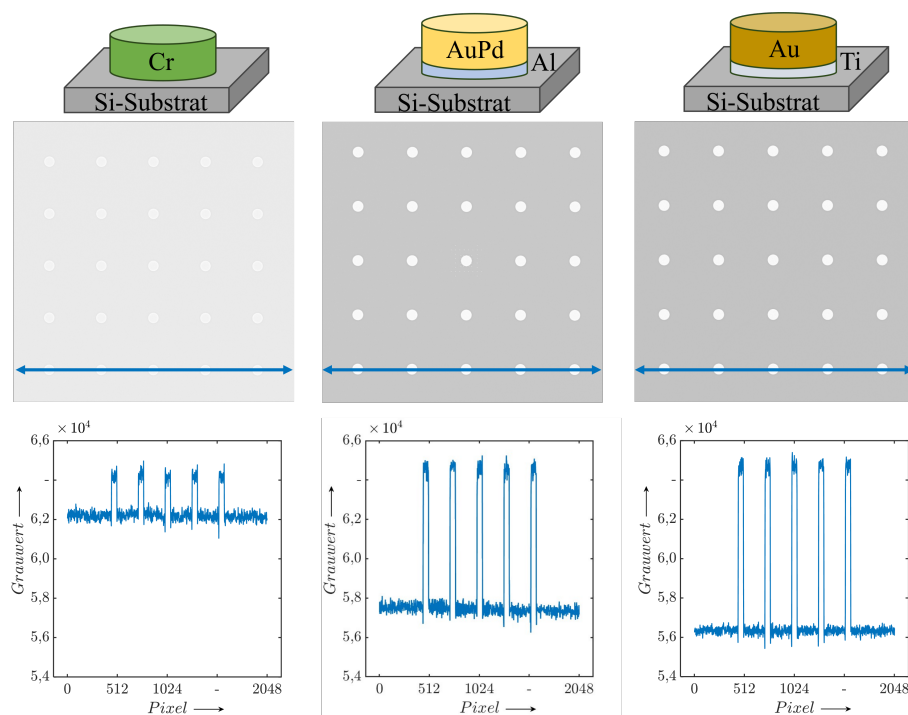 Cr
Si-Substrat
AuPd
Al
Si-Substrat
Au
Ti
Si-Substrat
× 10⁴
6,6
-
6,2
6,0
5,8
5,6
5,4
Grauwert →
0 512 1024 - 2048
Pixel →
× 10⁴
6,6
-
6,2
6,0
5,8
5,6
5,4
Grauwert →
0 512 1024 - 2048
Pixel →
× 10⁴
6,6
-
6,2
6,0
5,8
5,6
5,4
Grauwert →
0 512 1024 - 2048
Pixel →